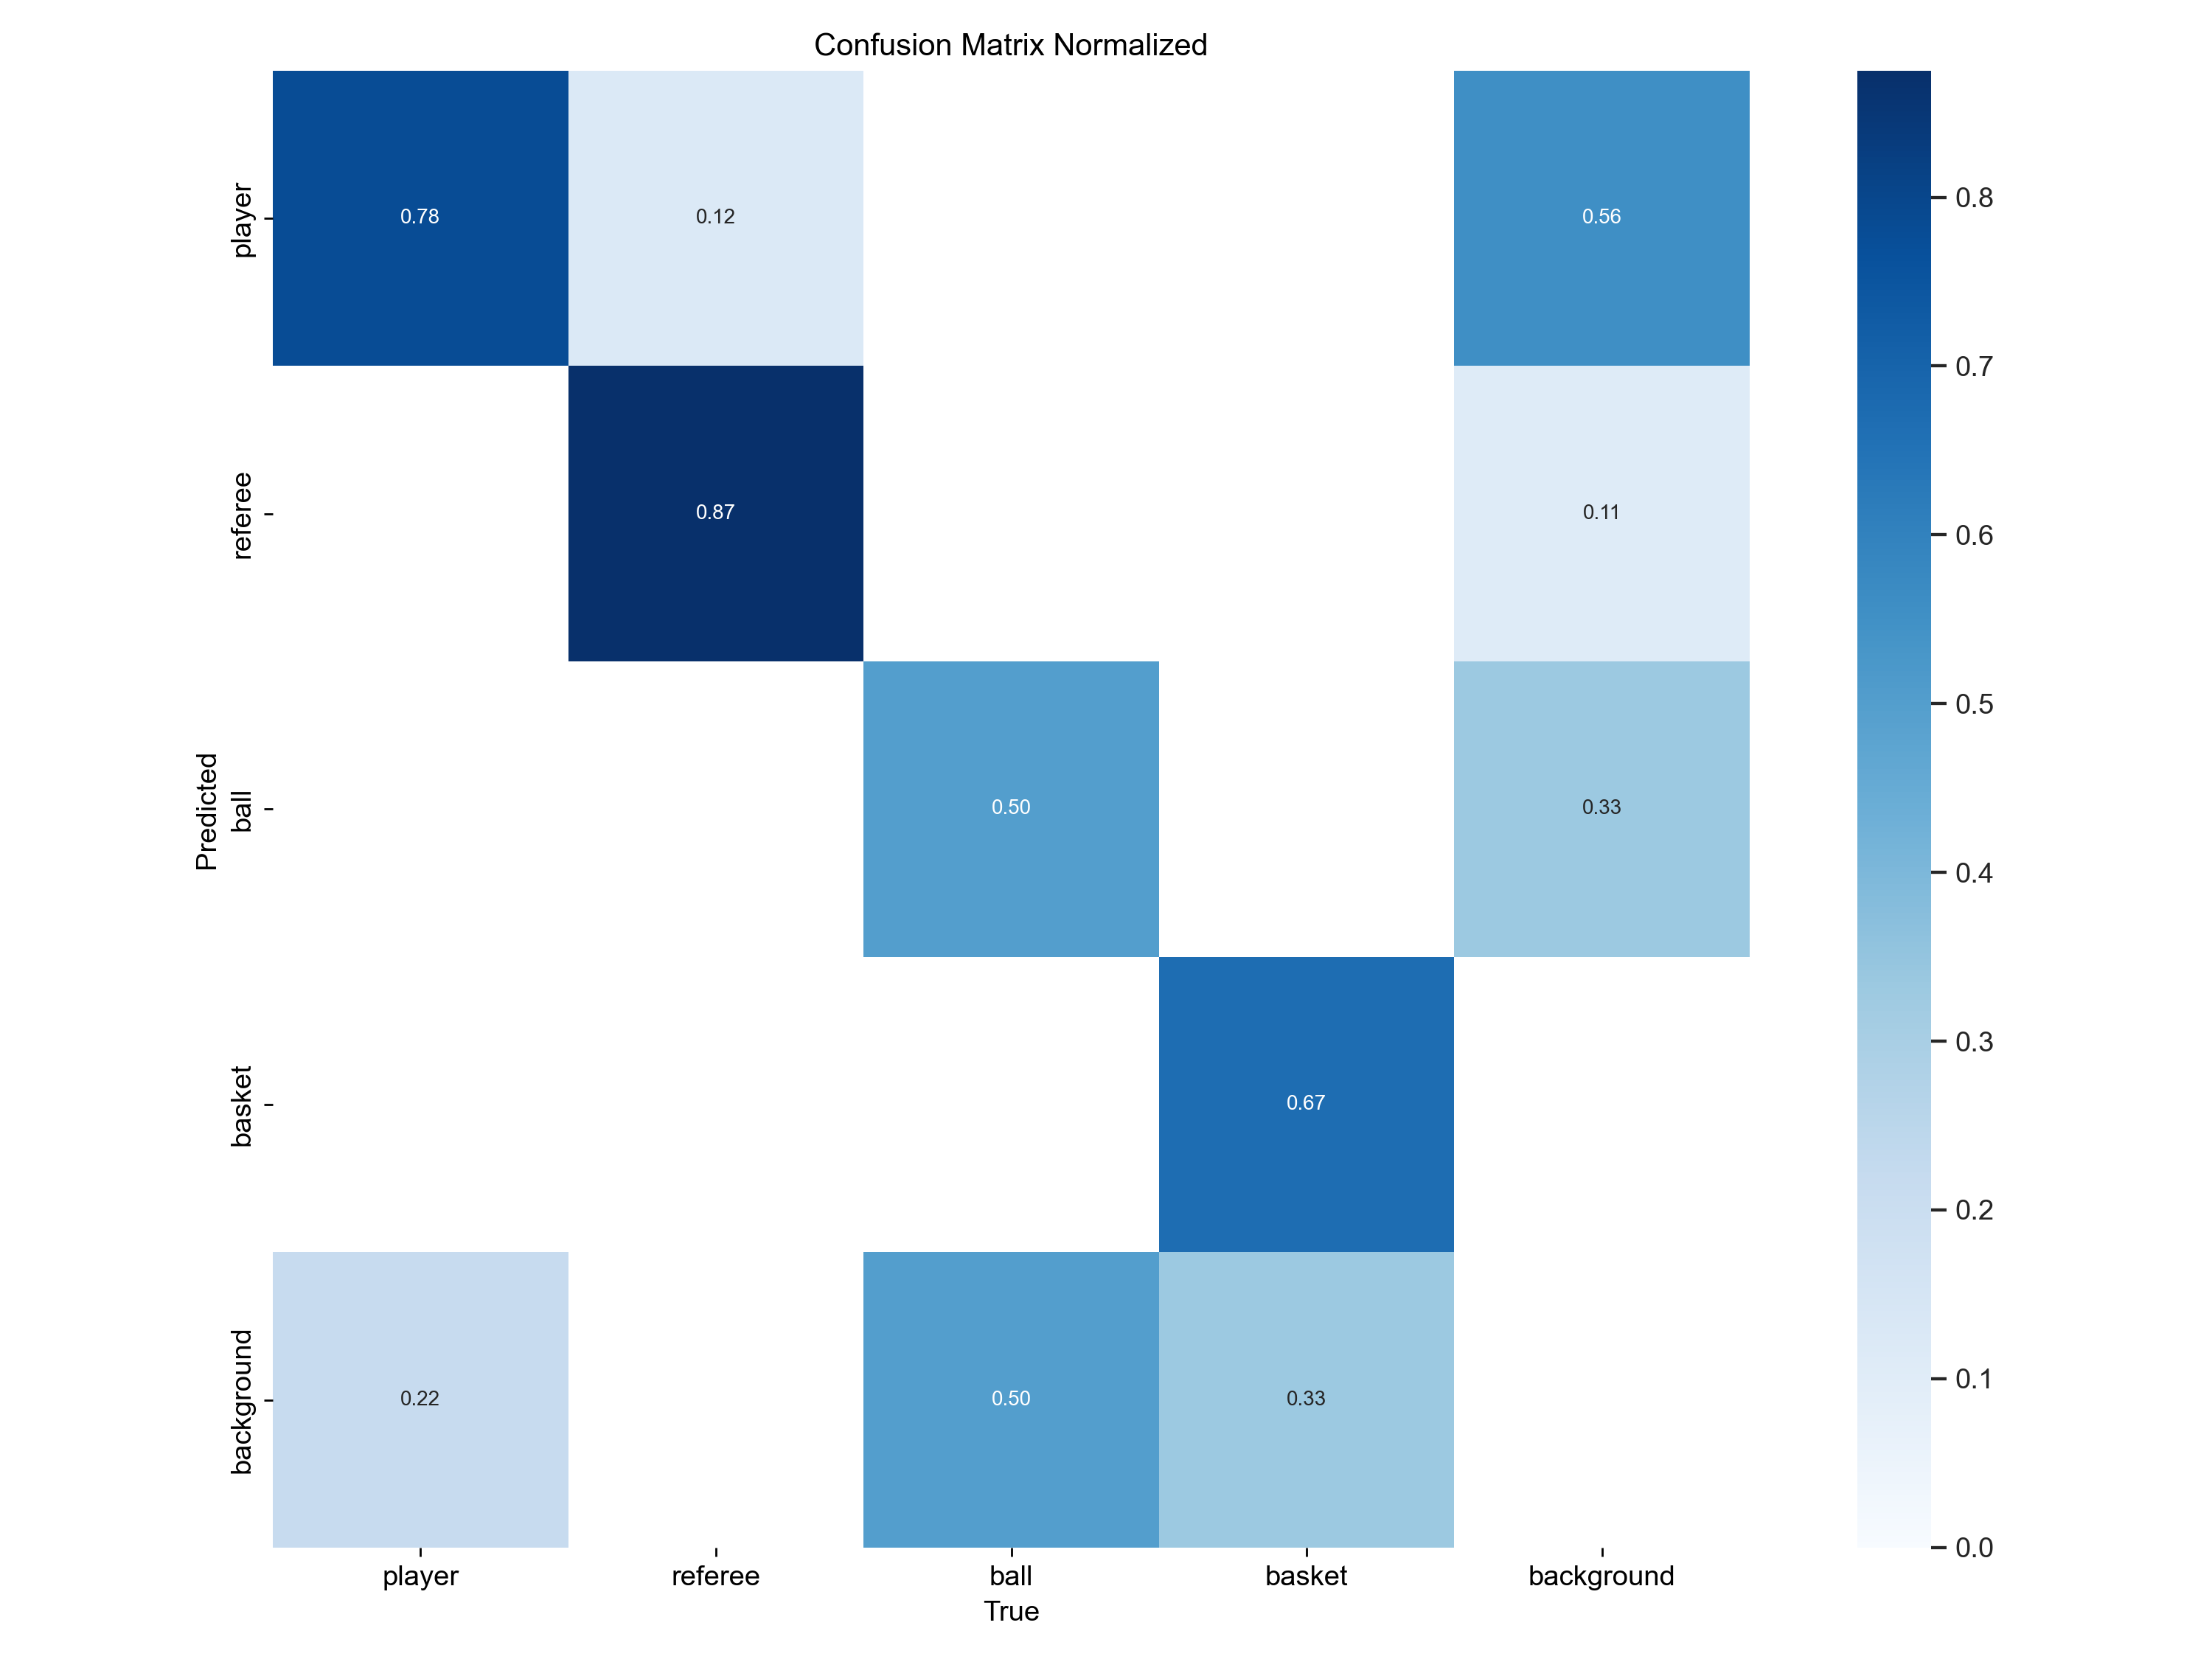 Confusion Matrix Normalized
player
0.78
0.12
0.56
referee
0.87
0.11
Predicted
ball
0.50
0.33
basket
0.67
background
0.22
0.50
0.33
player
referee
ball
basket
background
True
0.8
0.7
0.6
0.5
0.4
0.3
0.2
0.1
0.0